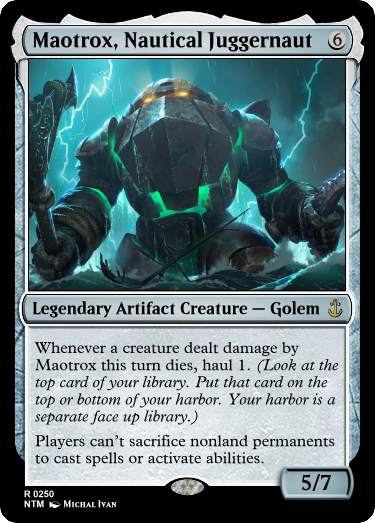 Maotrox, Nautical Juggernaut 6
Legendary Artifact Creature — Golem
Whenever a creature dealt damage by
Maotrox this turn dies, haul 1. (Look at the
top card of your library. Put that card on the
top or bottom of your harbor. Your harbor is a
separate face up library.)
Players can't sacrifice nonland permanents
to cast spells or activate abilities.
5/7
R 0250
NTM Michal Ivan